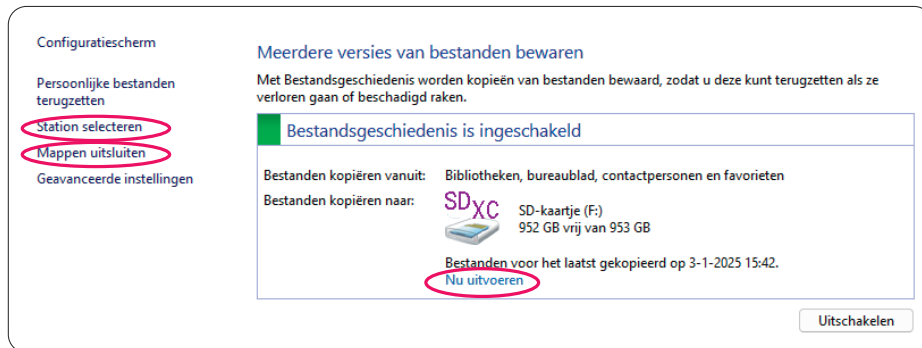 Configuratiescherm
Persoonlijke bestanden
terugzetten
Station selecteren
Mappen uitsluiten
Geavanceerde instellingen
Meerdere versies van bestanden bewaren
Met Bestandsgeschiedenis worden kopieën van bestanden bewaard, zodat u deze kunt terugzetten als ze
verloren gaan of beschadigd raken.
Bestandsgeschiedenis is ingeschakeld
Bestanden kopiëren vanuit: Bibliotheken, bureaublad, contactpersonen en favorieten
Bestanden kopiëren naar:
SDXC
SD-kaartje (F:)
952 GB vrij van 953 GB
Bestanden voor het laatst gekopieerd op 3-1-2025 15:42.
Nu uitvoeren
Uitschakelen